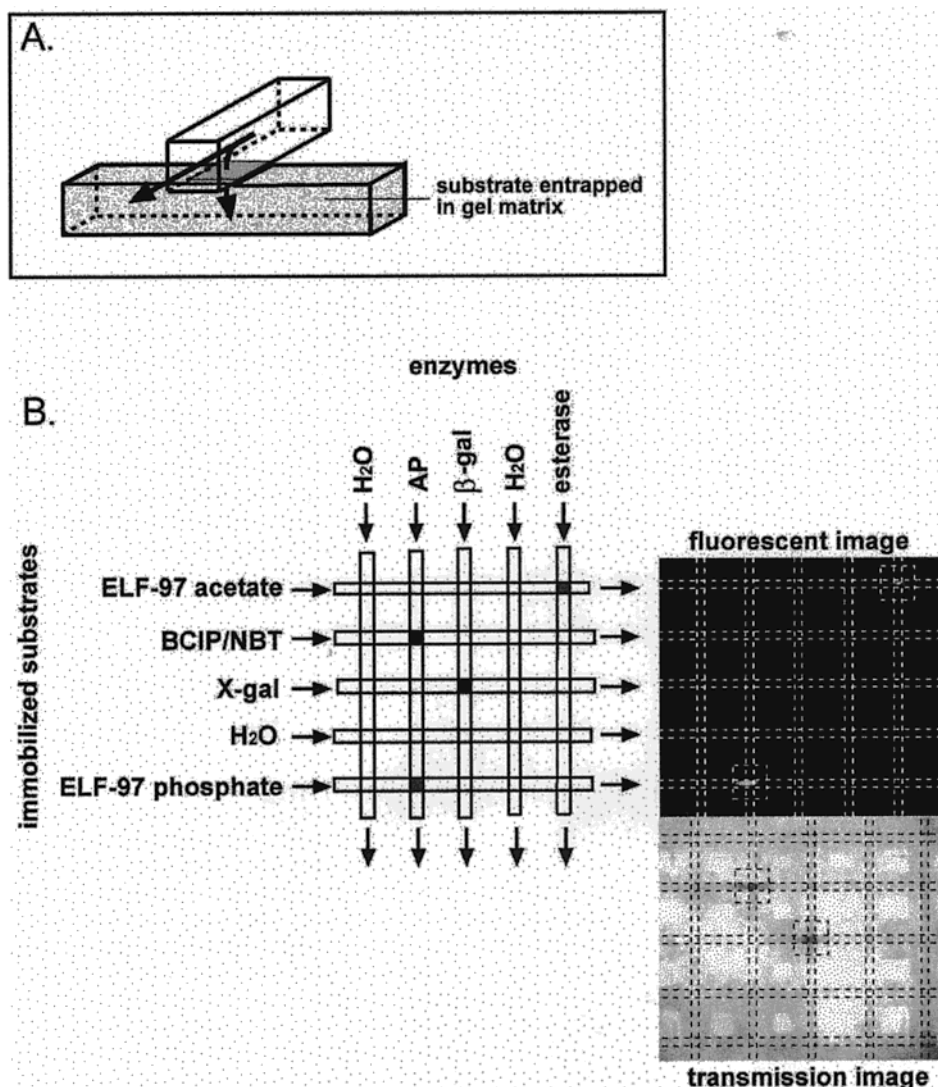 A.
substrate entrapped
in gel matrix
enzymes
B.
H2O
AP
β-gal
H2O
esterase
immobilized substrates
ELF-97 acetate
BCIP/NBT
X-gal
H2O
ELF-97 phosphate
fluorescent image
transmission image